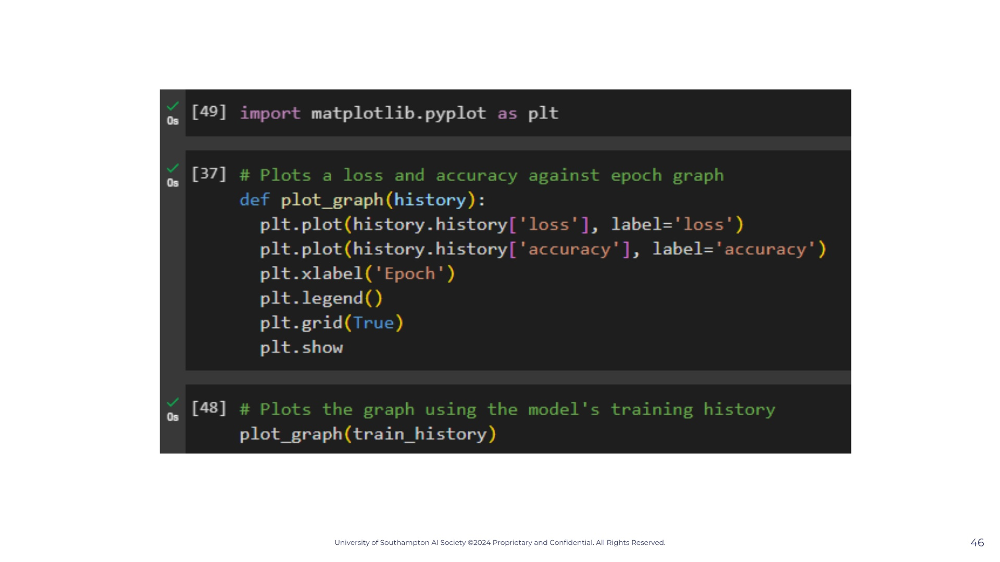 [49] import matplotlib.pyplot as plt
0s
[37] # Plots a loss and accuracy against epoch graph
0s
def plot_graph(history):
  plt.plot(history.history['loss'], label='loss')
  plt.plot(history.history['accuracy'], label='accuracy')
  plt.xlabel('Epoch')
  plt.legend()
  plt.grid(True)
  plt.show
[48] # Plots the graph using the model's training history
0s
plot_graph(train_history)
University of Southampton AI Society ©2024 Proprietary and Confidential. All Rights Reserved.
46